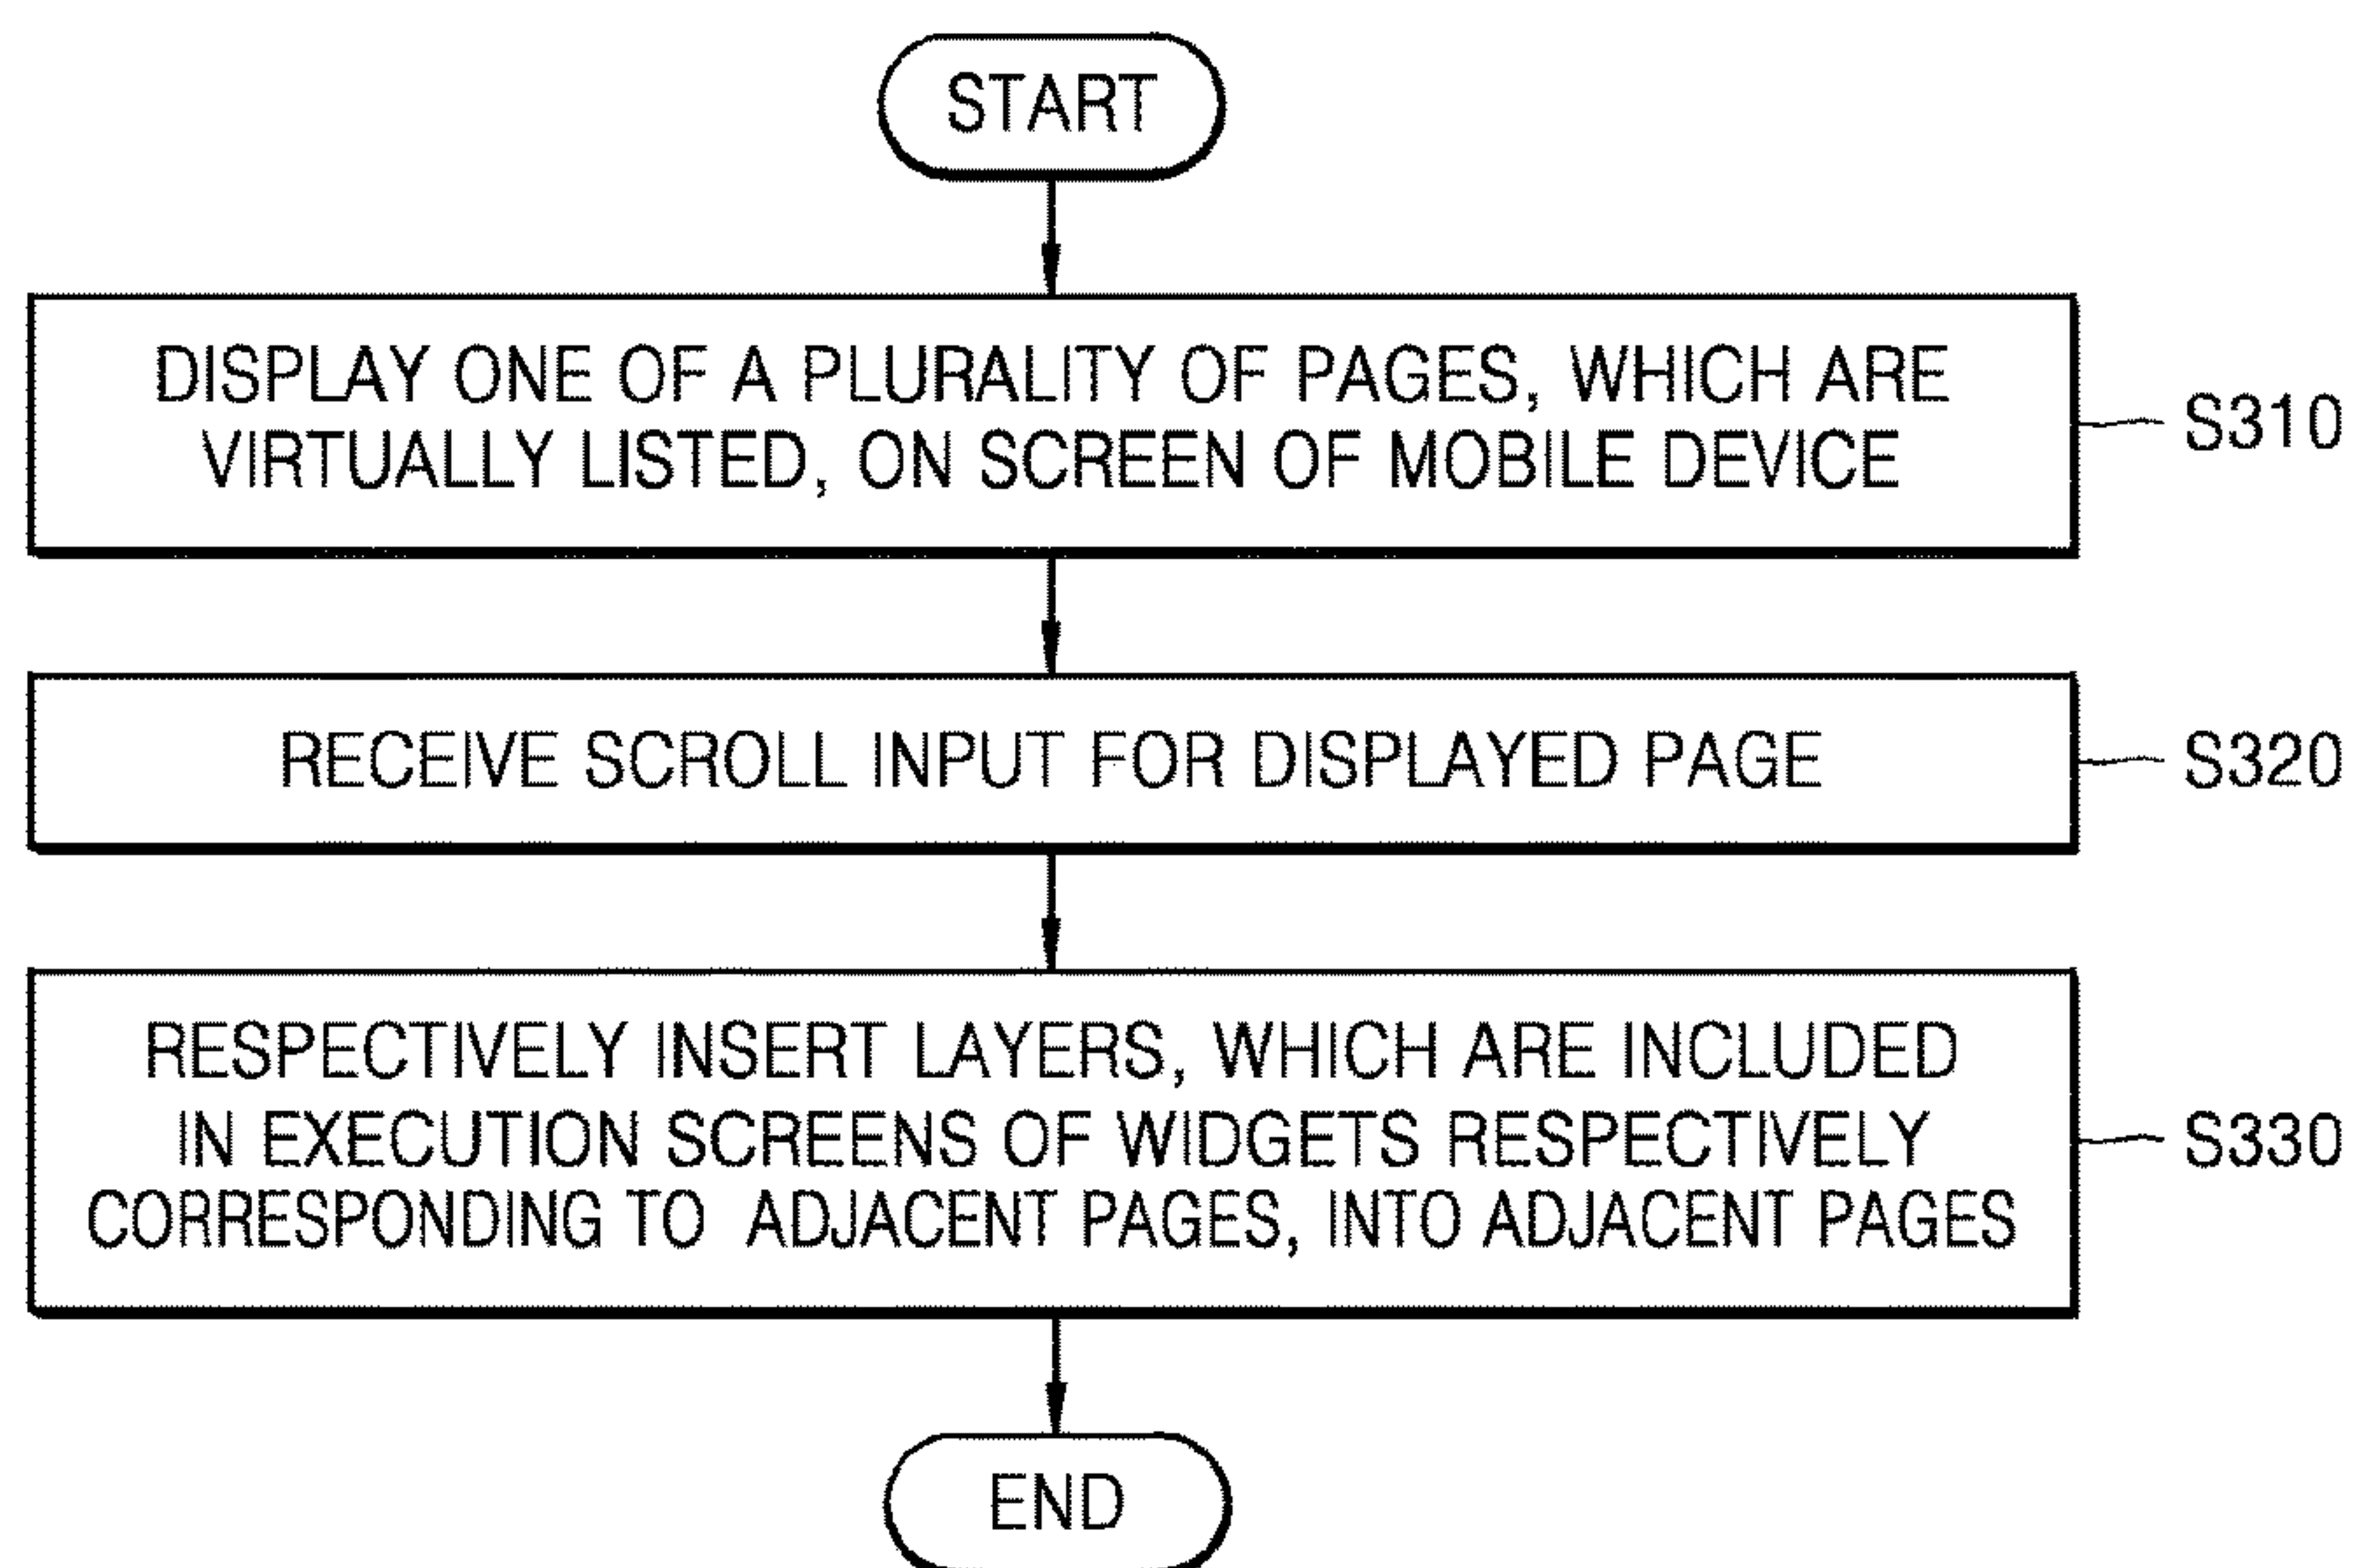 START
DISPLAY ONE OF A PLURALITY OF PAGES, WHICH ARE
VIRTUALLY LISTED, ON SCREEN OF MOBILE DEVICE
S310
RECEIVE SCROLL INPUT FOR DISPLAYED PAGE
S320
RESPECTIVELY INSERT LAYERS, WHICH ARE INCLUDED
IN EXECUTION SCREENS OF WIDGETS RESPECTIVELY
CORRESPONDING TO ADJACENT PAGES, INTO ADJACENT PAGES
S330
END